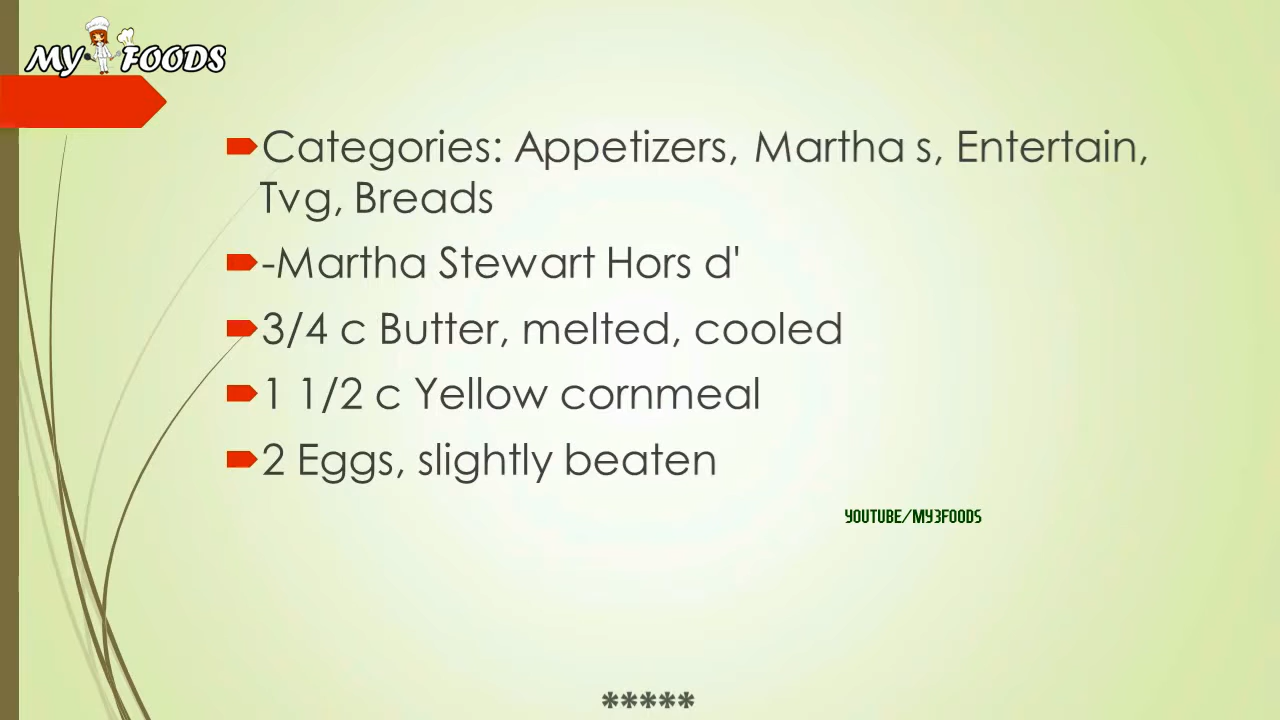 MY FOODS
Categories: Appetizers, Martha s, Entertain,
Tvg, Breads
-Martha Stewart Hors d'
3/4 c Butter, melted, cooled
1 1/2 c Yellow cornmeal
2 Eggs, slightly beaten
YOUTUBE/MY3FOODS
*****